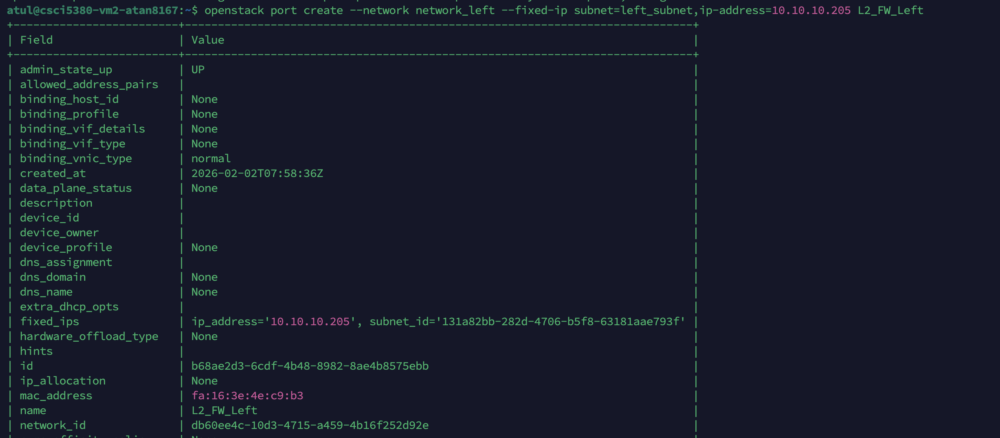 atul@csci5380-vm2-atan8167:~$ openstack port create --network network_left --fixed-ip subnet=left_subnet,ip-address=10.10.10.205 L2_FW_Left
+-------------------------+-----------------------------------------------------------------------------+
| Field                   | Value                                                                       |
+-------------------------+-----------------------------------------------------------------------------+
| admin_state_up          | UP                                                                          |
| allowed_address_pairs   |                                                                             |
| binding_host_id         | None                                                                        |
| binding_profile         | None                                                                        |
| binding_vif_details     | None                                                                        |
| binding_vif_type        | None                                                                        |
| binding_vnic_type       | normal                                                                      |
| created_at              | 2026-02-02T07:58:36Z                                                        |
| data_plane_status       | None                                                                        |
| description             |                                                                             |
| device_id               |                                                                             |
| device_owner            |                                                                             |
| device_profile          | None                                                                        |
| dns_assignment          |                                                                             |
| dns_domain              | None                                                                        |
| dns_name                | None                                                                        |
| extra_dhcp_opts         |                                                                             |
| fixed_ips               | ip_address='10.10.10.205', subnet_id='131a82bb-282d-4706-b5f8-63181aae793f' |
| hardware_offload_type   | None                                                                        |
| hints                   |                                                                             |
| id                      | b68ae2d3-6cdf-4b48-8982-8ae4b8575ebb                                        |
| ip_allocation           | None                                                                        |
| mac_address             | fa:16:3e:4e:c9:b3                                                           |
| name                    | L2_FW_Left                                                                  |
| network_id              | db60ee4c-10d3-4715-a459-4b16f252d92e                                        |